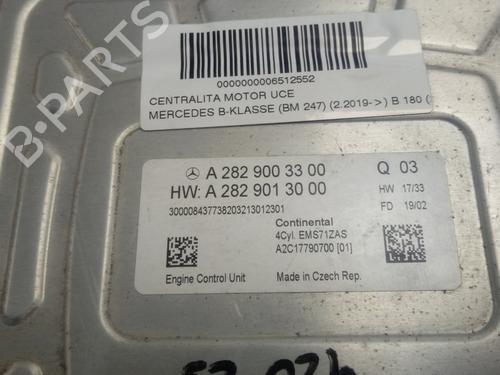 B-PARTS
0000000006512552
CENTRALITA MOTOR UCE
MERCEDES B-KLASSE (BM 247) (2.2019->) B 180 (
A 282 900 33 00 Q 03
HW: A 282 901 30 00 HW 17/33
300008437738203213012301 FD 19/02
Continental
4Cyl. EMS71ZAS
A2C17790700 [01]
Engine Control Unit Made in Czech Rep.